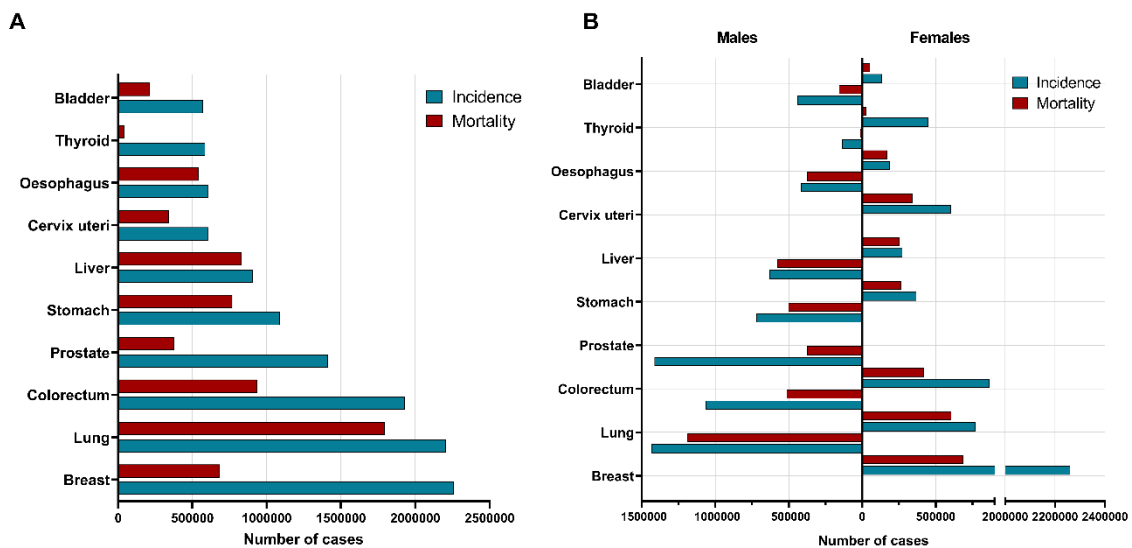 A
Bladder
Thyroid
Oesophagus
Cervix uteri
Liver
Stomach
Prostate
Colorectum
Lung
Breast
Incidence
Mortality
0 500000 1000000 1500000 2000000 2500000
Number of cases
B
Males Females
Bladder
Thyroid
Oesophagus
Cervix uteri
Liver
Stomach
Prostate
Colorectum
Lung
Breast
Incidence
Mortality
1500000 1000000 500000 0 500000 2000000 2200000 2400000
Number of cases